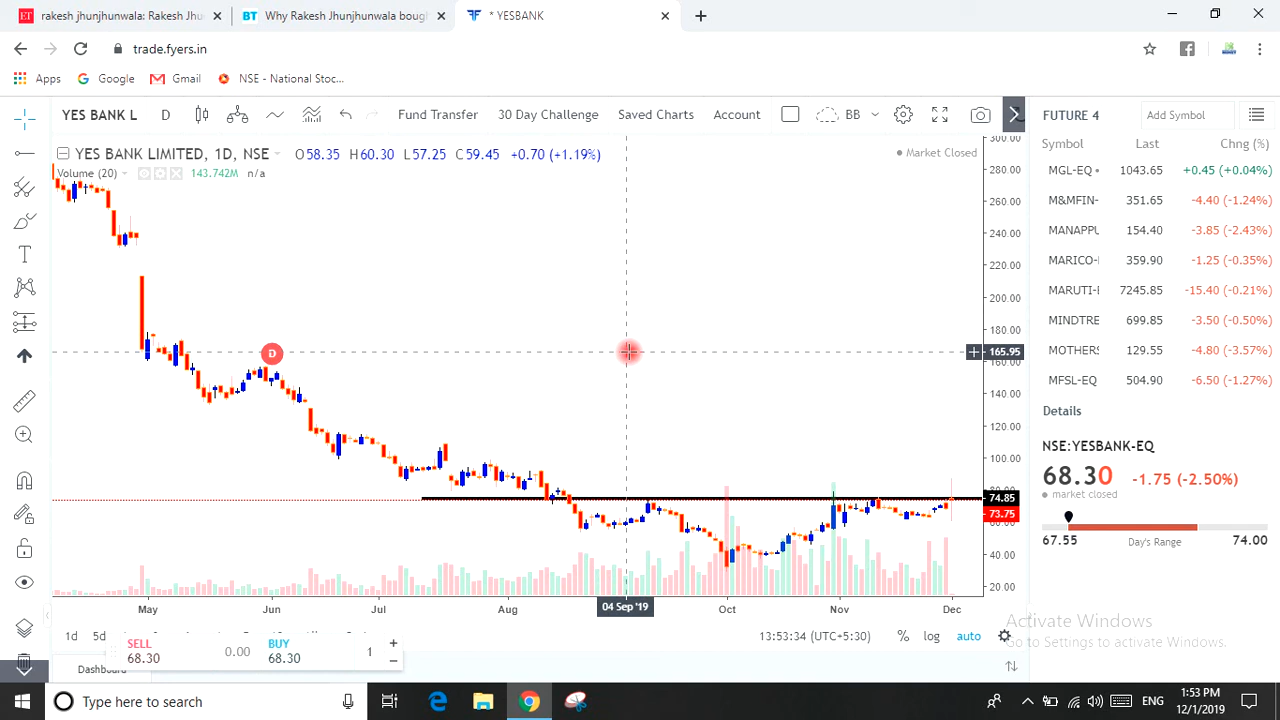 rakesh jhunjhunwala: Rakesh Jhu
Why Rakesh Jhunjhunwala bough
* YESBANK
trade.fyers.in
Apps
Google
Gmail
NSE - National Stoc...
YES BANK L
D
Fund Transfer
30 Day Challenge
Saved Charts
Account
BB
FUTURE 4
Add Symbol
YES BANK LIMITED, 1D, NSE
O58.35 H60.30 L57.25 C59.45 +0.70 (+1.19%)
Market Closed
Volume (20)
143.742M n/a
Symbol Last Chng (%)
MGL-EQ 1043.65 +0.45 (+0.04%)
M&MFIN- 351.65 -4.40 (-1.24%)
MANAPPU 154.40 -3.85 (-2.43%)
MARICO- 359.90 -1.25 (-0.35%)
MARUTI-E 7245.85 -15.40 (-0.21%)
MINDTRE 699.85 -3.50 (-0.50%)
MOTHERS 129.55 -4.80 (-3.57%)
MFSL-EQ 504.90 -6.50 (-1.27%)
300.00
280.00
260.00
240.00
220.00
200.00
180.00
165.95
160.00
140.00
120.00
100.00
80.00
74.85
73.75
60.00
40.00
20.00
D
Details
NSE:YESBANK-EQ
68.30 -1.75 (-2.50%)
market closed
67.55 Day's Range 74.00
May Jun Jul Aug 04 Sep '19 Oct Nov Dec
Activate Windows
Go to Settings to activate Windows.
1d 5d
13:53:34 (UTC+5:30) % log auto
SELL
68.30
0.00
BUY
68.30
1
Dashboard
Type here to search
ENG
1:53 PM
12/1/2019